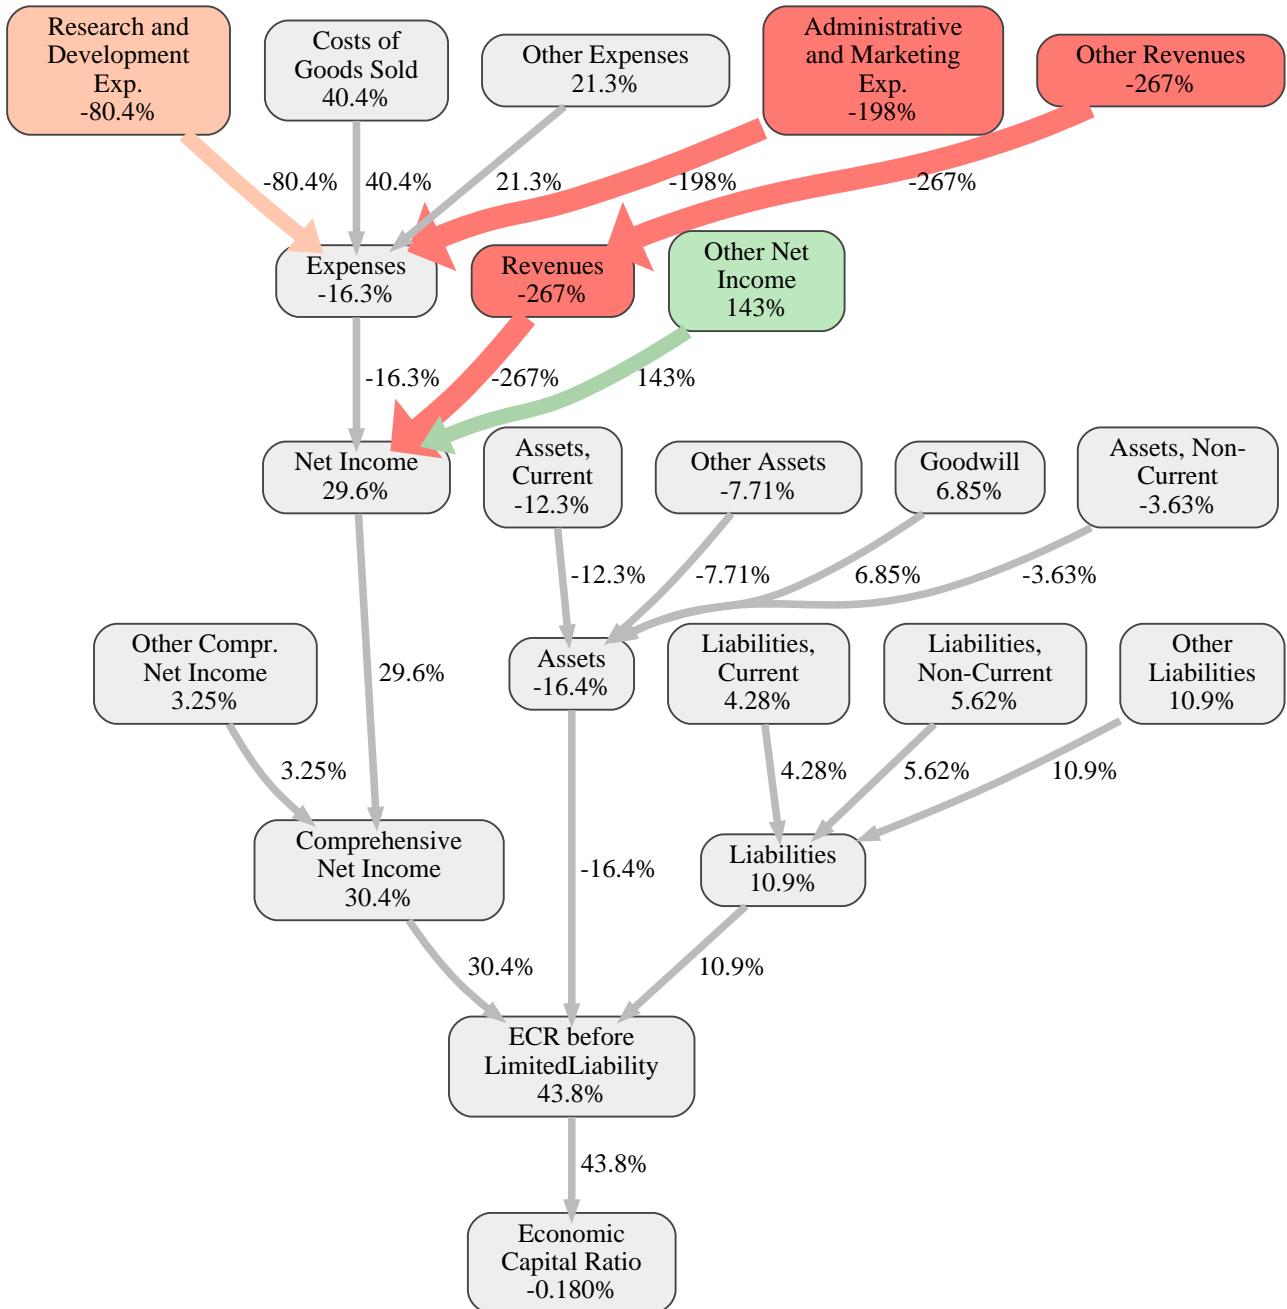 Research and
Development
Exp.
-80.4%
Costs of
Goods Sold
40.4%
Other Expenses
21.3%
Administrative
and Marketing
Exp.
-198%
Other Revenues
-267%
-80.4%
40.4%
21.3%
-198%
-267%
Expenses
-16.3%
Revenues
-267%
Other Net
Income
143%
-16.3%
-267%
143%
Net Income
29.6%
Assets,
Current
-12.3%
Other Assets
-7.71%
Goodwill
6.85%
Assets, Non-
Current
-3.63%
-12.3%
-7.71%
6.85%
-3.63%
Other Compr.
Net Income
3.25%
29.6%
Assets
-16.4%
Liabilities,
Current
4.28%
Liabilities,
Non-Current
5.62%
Other
Liabilities
10.9%
3.25%
4.28%
5.62%
10.9%
Comprehensive
Net Income
30.4%
-16.4%
Liabilities
10.9%
30.4%
10.9%
ECR before
LimitedLiability
43.8%
43.8%
Economic
Capital Ratio
-0.180%